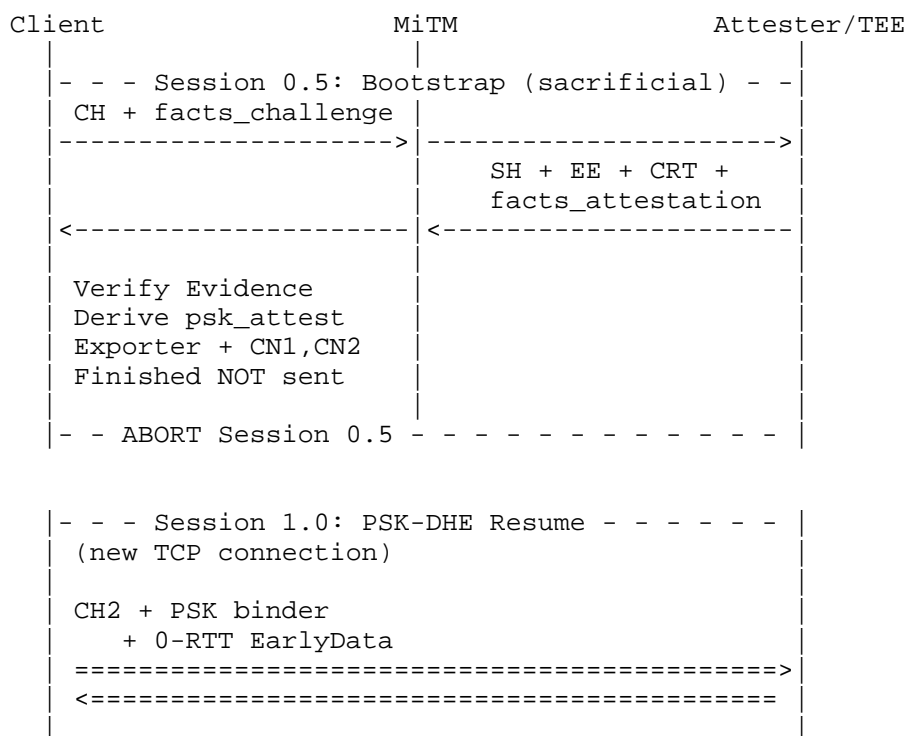 Client MiTM Attester/TEE
- - - Session 0.5: Bootstrap (sacrificial) - -
CH + facts_challenge
SH + EE + CRT +
facts_attestation
Verify Evidence
Derive psk_attest
Exporter + CN1,CN2
Finished NOT sent
- - ABORT Session 0.5 - - - - - - - - - - - -
- - - Session 1.0: PSK-DHE Resume - - - - - -
(new TCP connection)
CH2 + PSK binder
+ 0-RTT EarlyData